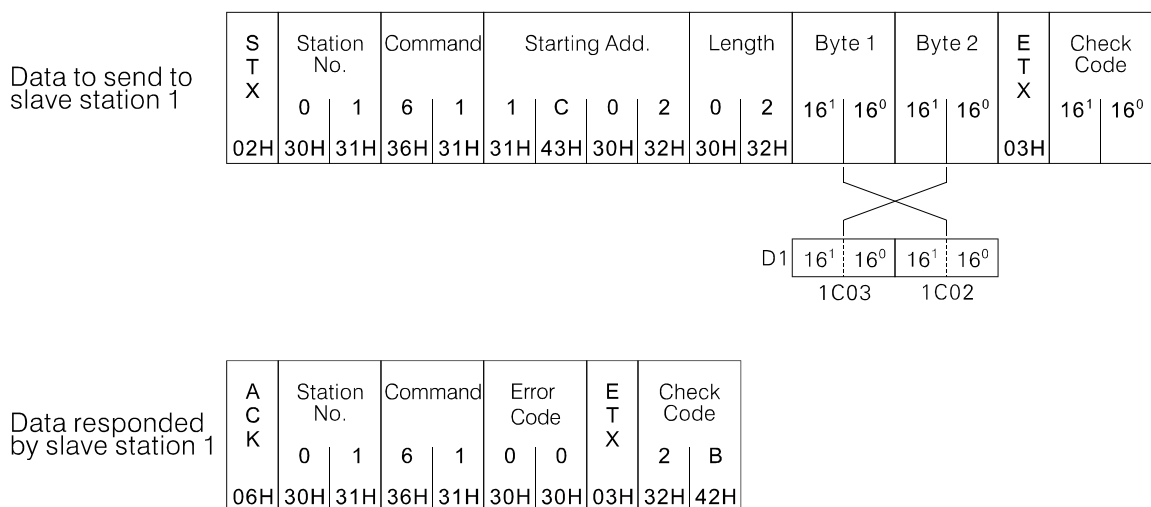 Data to send to
slave station 1
STX Station No. Command Starting Add. Length Byte 1 Byte 2 ETX Check Code
0 1 6 1 1 C 0 2 0 2 16¹ 16⁰ 16¹ 16⁰ 16¹ 16⁰
02H 30H 31H 36H 31H 31H 43H 30H 32H 30H 32H 03H
D1 16¹ 16⁰ 16¹ 16⁰
1C03 1C02
Data responded
by slave station 1
ACK Station No. Command Error Code ETX Check Code
0 1 6 1 0 0 2 B
06H 30H 31H 36H 31H 30H 30H 03H 32H 42H